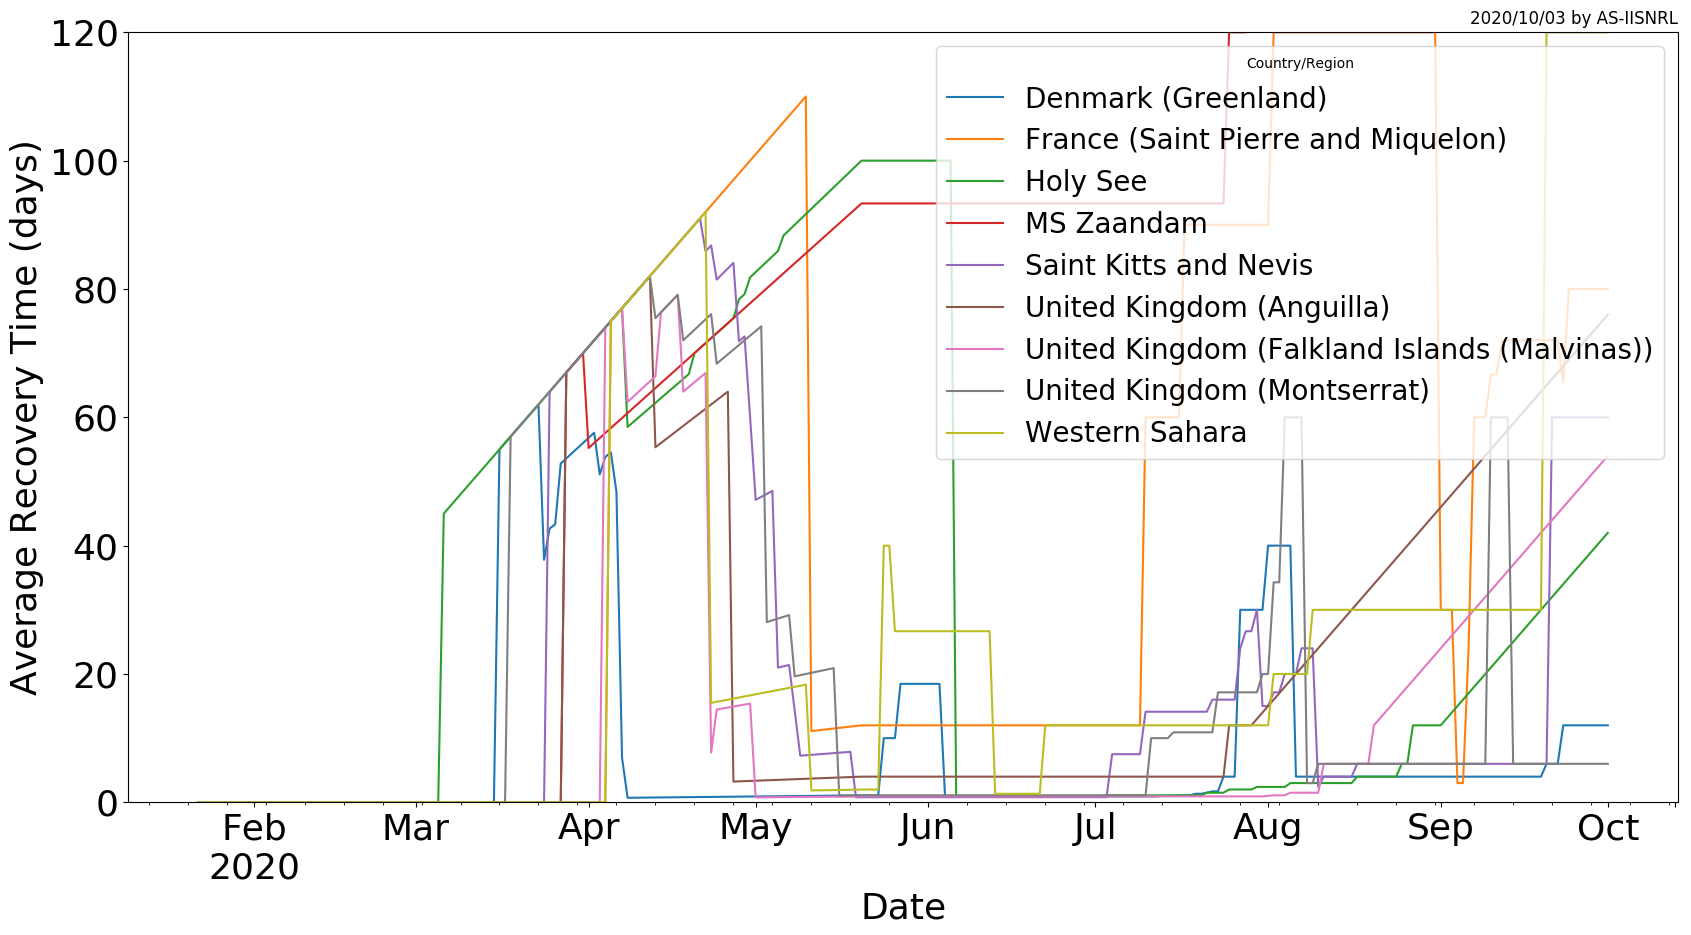 2020/10/03 by AS-IISNRL
120
100
80
60
40
20
0
Average Recovery Time (days)
Country/Region
Denmark (Greenland)
France (Saint Pierre and Miquelon)
Holy See
MS Zaandam
Saint Kitts and Nevis
United Kingdom (Anguilla)
United Kingdom (Falkland Islands (Malvinas))
United Kingdom (Montserrat)
Western Sahara
Feb Mar Apr May Jun Jul Aug Sep Oct
2020
Date